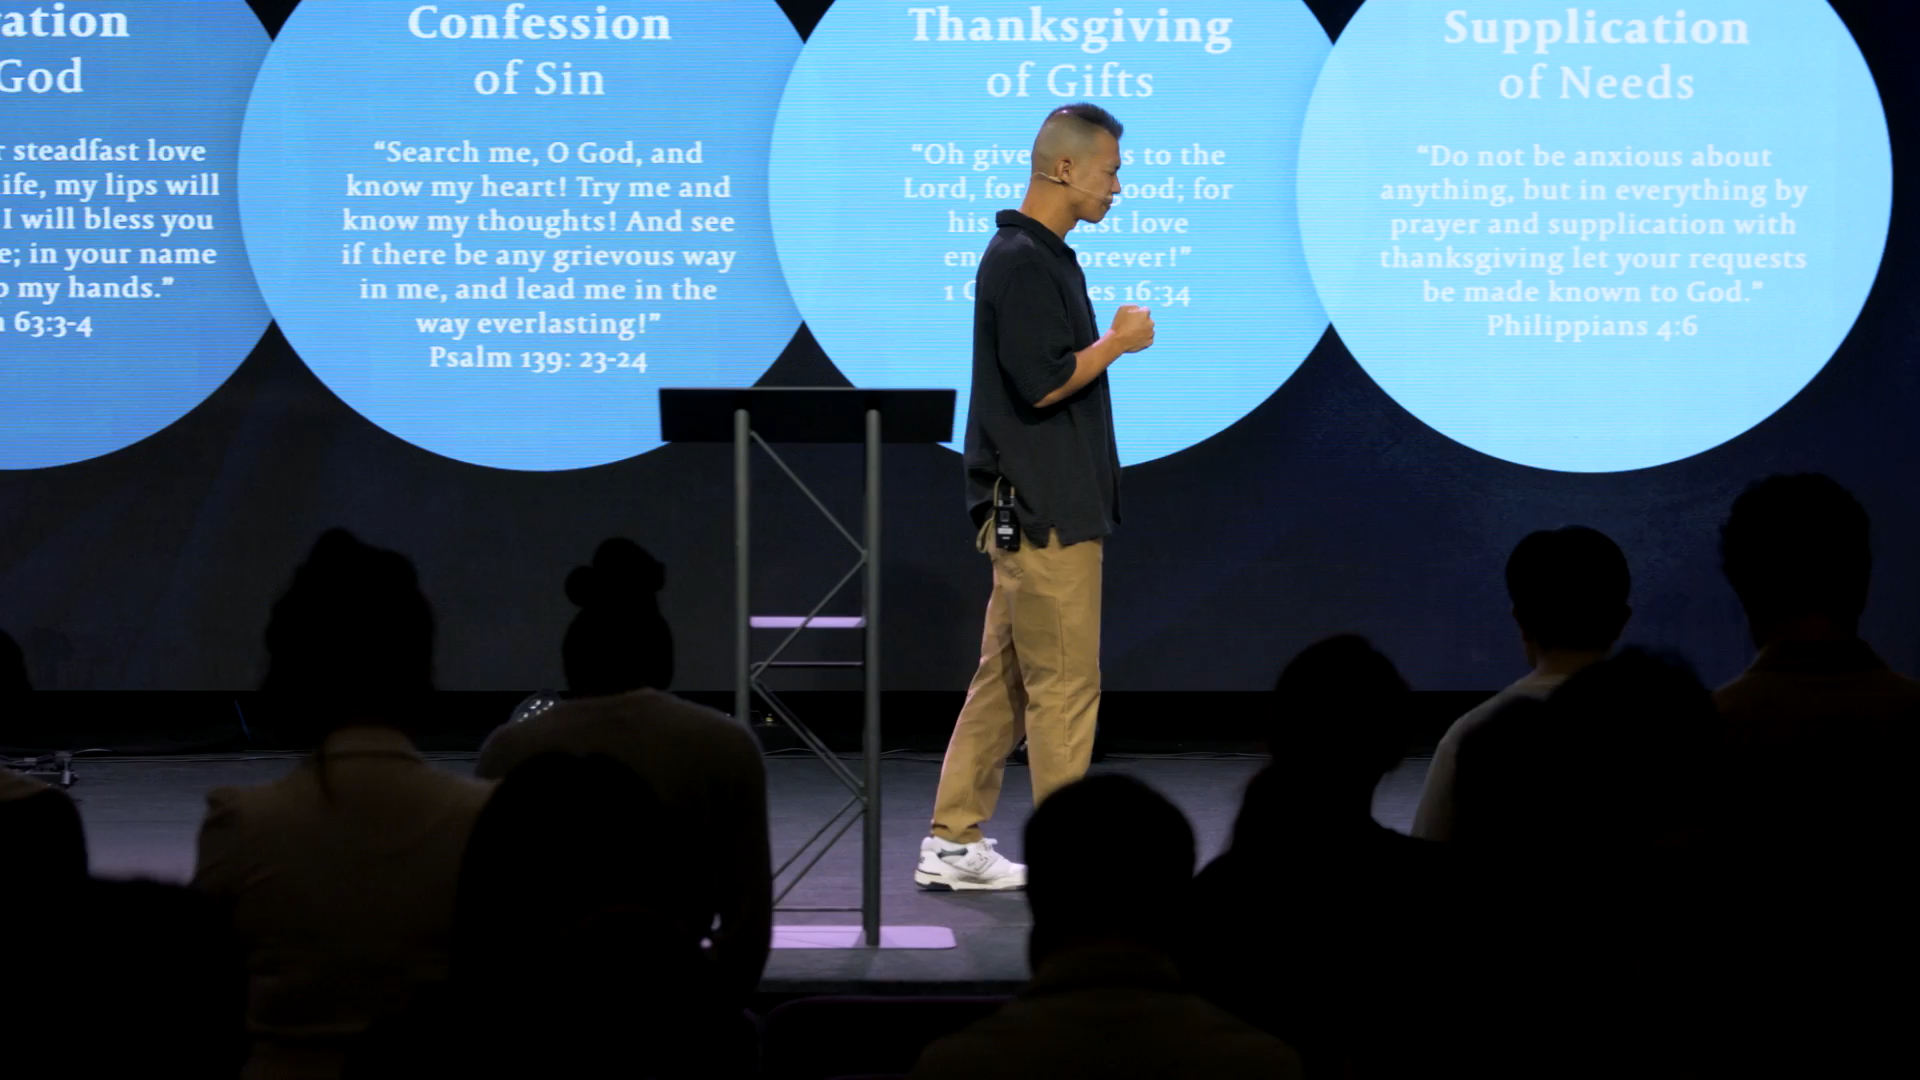 ation
God
steadfast love
ife, my lips will
I will bless you
e; in your name
my hands.”
63:3-4
Confession
of Sin
“Search me, O God, and
know my heart! Try me and
know my thoughts! And see
if there be any grievous way
in me, and lead me in the
way everlasting!”
Psalm 139: 23-24
Thanksgiving
of Gifts
“Oh give s to the
Lord, for ood; for
his ast love
en orever!”
1 C es 16:34
Supplication
of Needs
“Do not be anxious about
anything, but in everything by
prayer and supplication with
thanksgiving let your requests
be made known to God.”
Philippians 4:6